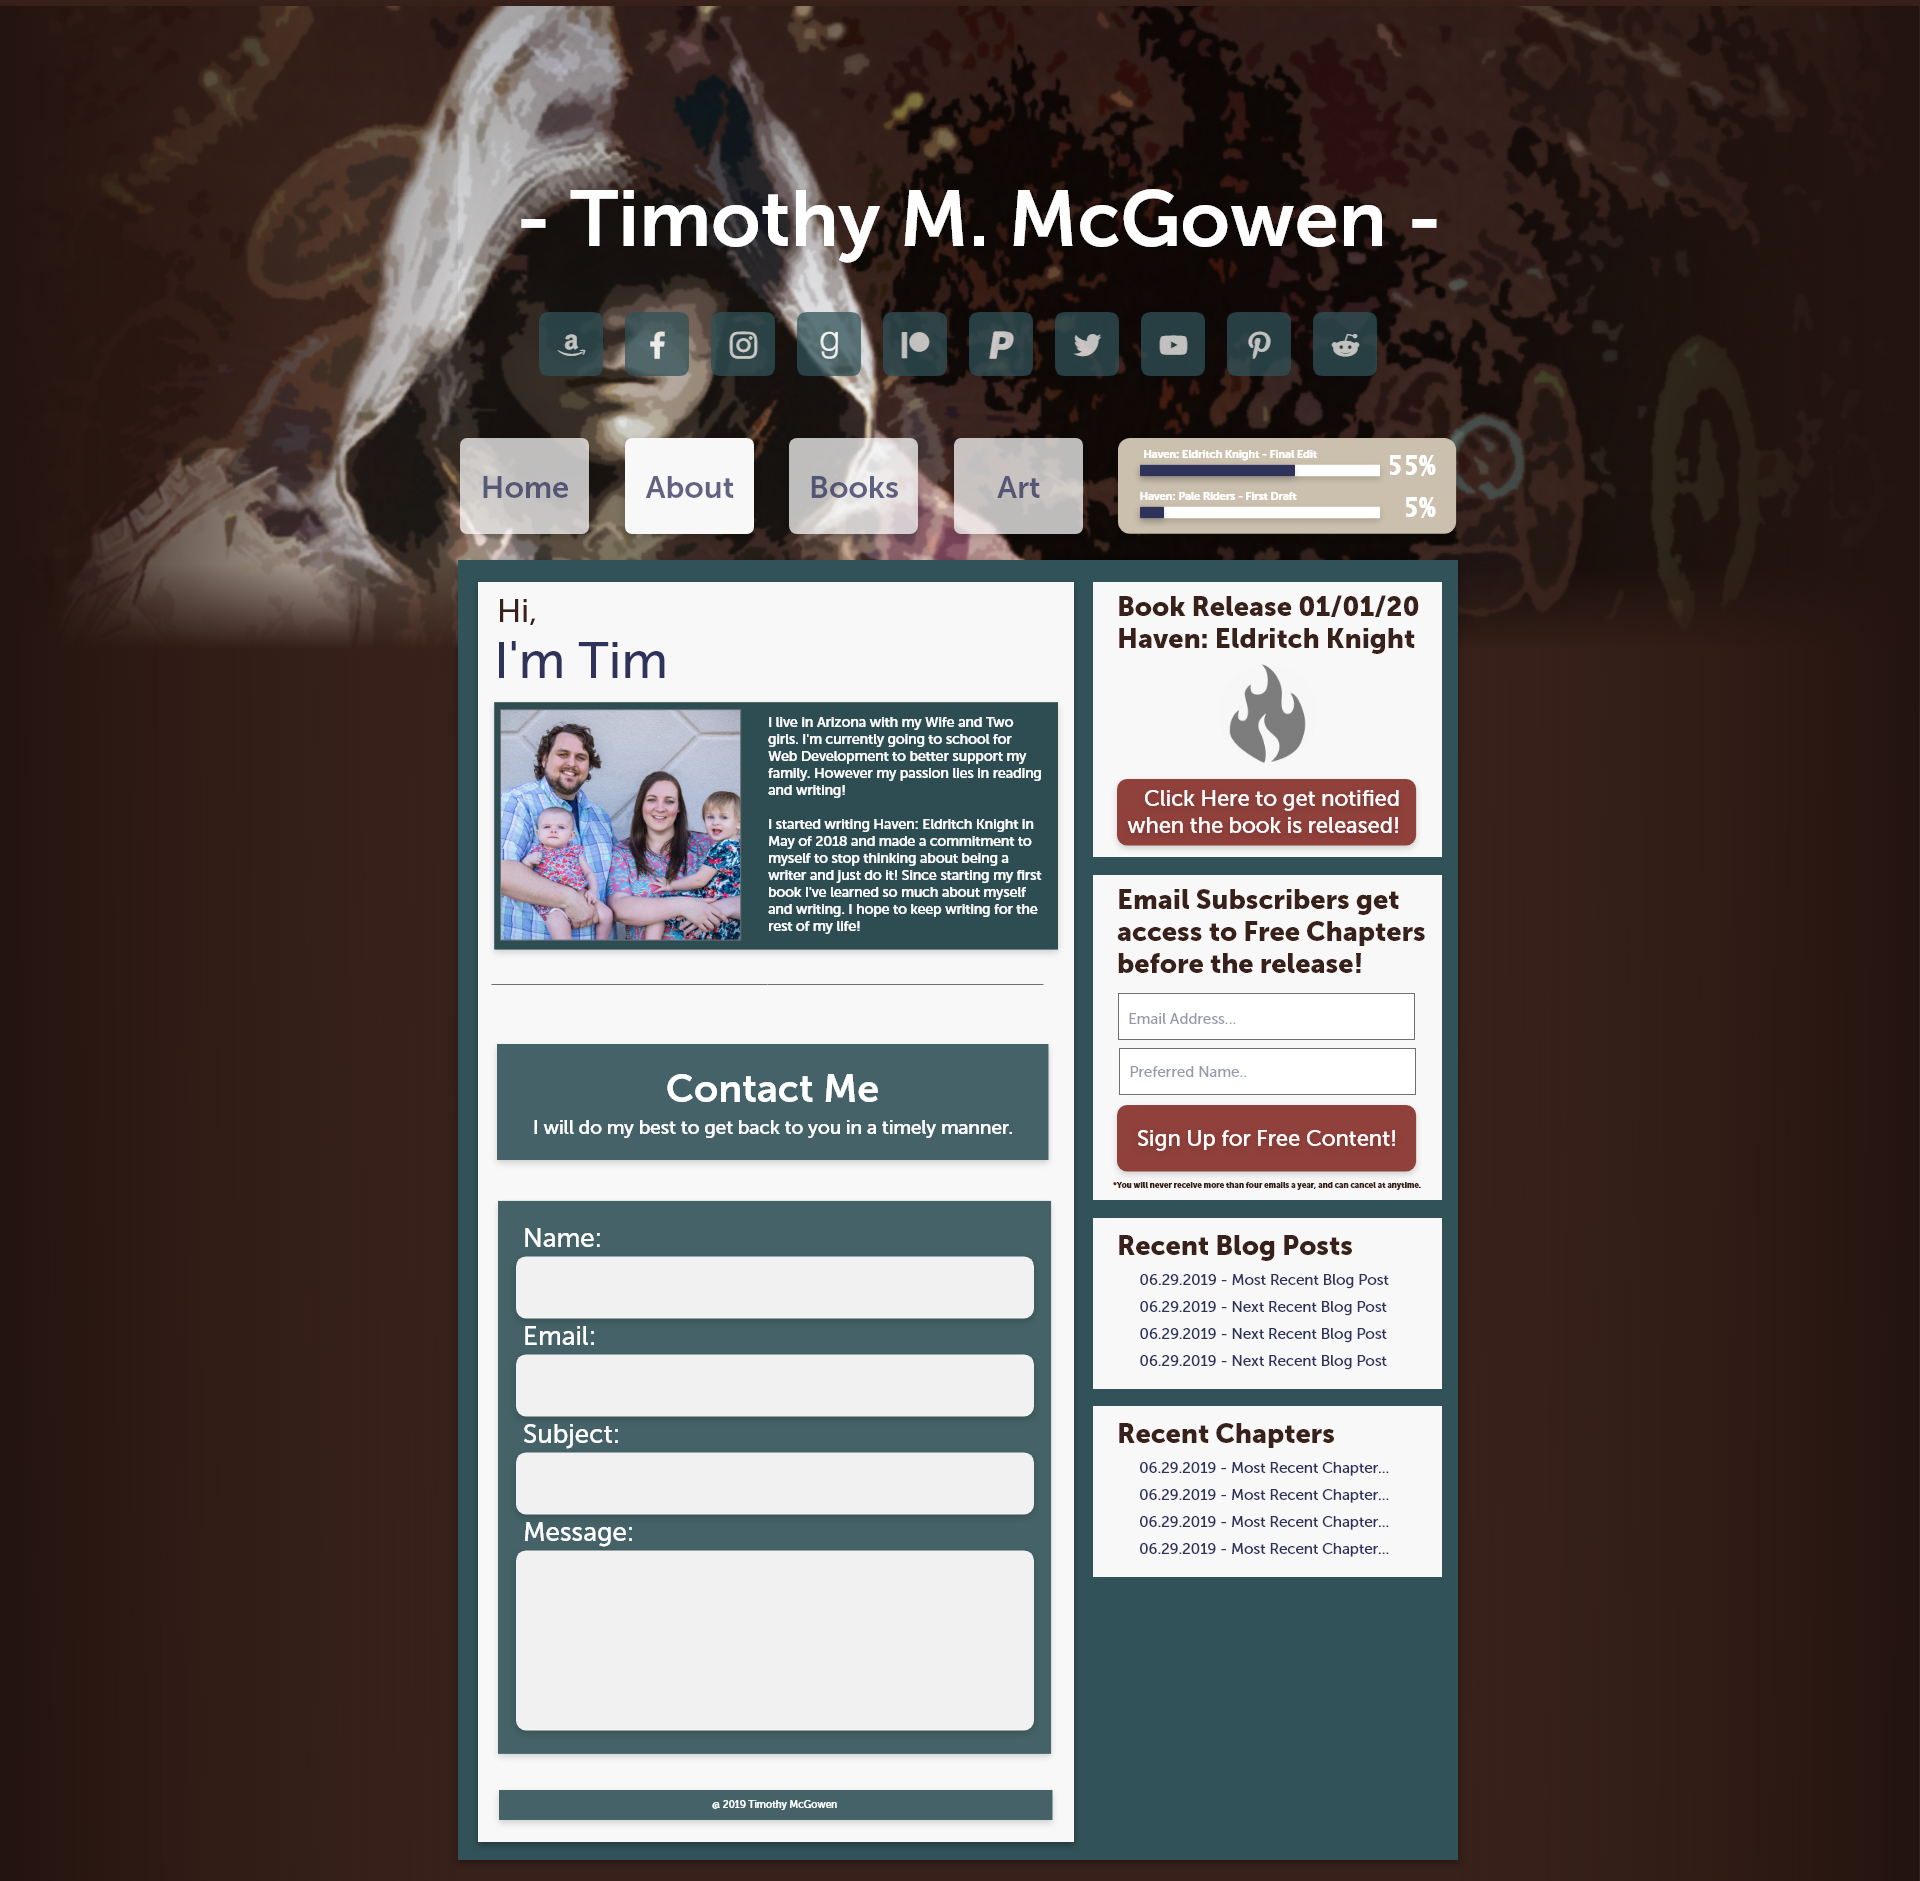 - Timothy M. McGowen -
a
g
Home
About
Books
Art
Haven: Eldritch Knight - Final Edit
55%
Haven: Pale Riders - First Draft
5%
Hi,
I'm Tim
I live in Arizona with my Wife and Two
girls. I'm currently going to school for
Web Development to better support my
family. However my passion lies in reading
and writing!
I started writing Haven: Eldritch Knight in
May of 2018 and made a commitment to
myself to stop thinking about being a
writer and just do it! Since starting my first
book I've learned so much about myself
and writing. I hope to keep writing for the
rest of my life!
Contact Me
I will do my best to get back to you in a timely manner.
Name:
Email:
Subject:
Message:
@ 2019 Timothy McGowen
Book Release 01/01/20
Haven: Eldritch Knight
Click Here to get notified
when the book is released!
Email Subscribers get
access to Free Chapters
before the release!
Email Address...
Preferred Name..
Sign Up for Free Content!
*You will never receive more than four emails a year, and can cancel at anytime.
Recent Blog Posts
06.29.2019 - Most Recent Blog Post
06.29.2019 - Next Recent Blog Post
06.29.2019 - Next Recent Blog Post
06.29.2019 - Next Recent Blog Post
Recent Chapters
06.29.2019 - Most Recent Chapter...
06.29.2019 - Most Recent Chapter...
06.29.2019 - Most Recent Chapter...
06.29.2019 - Most Recent Chapter...